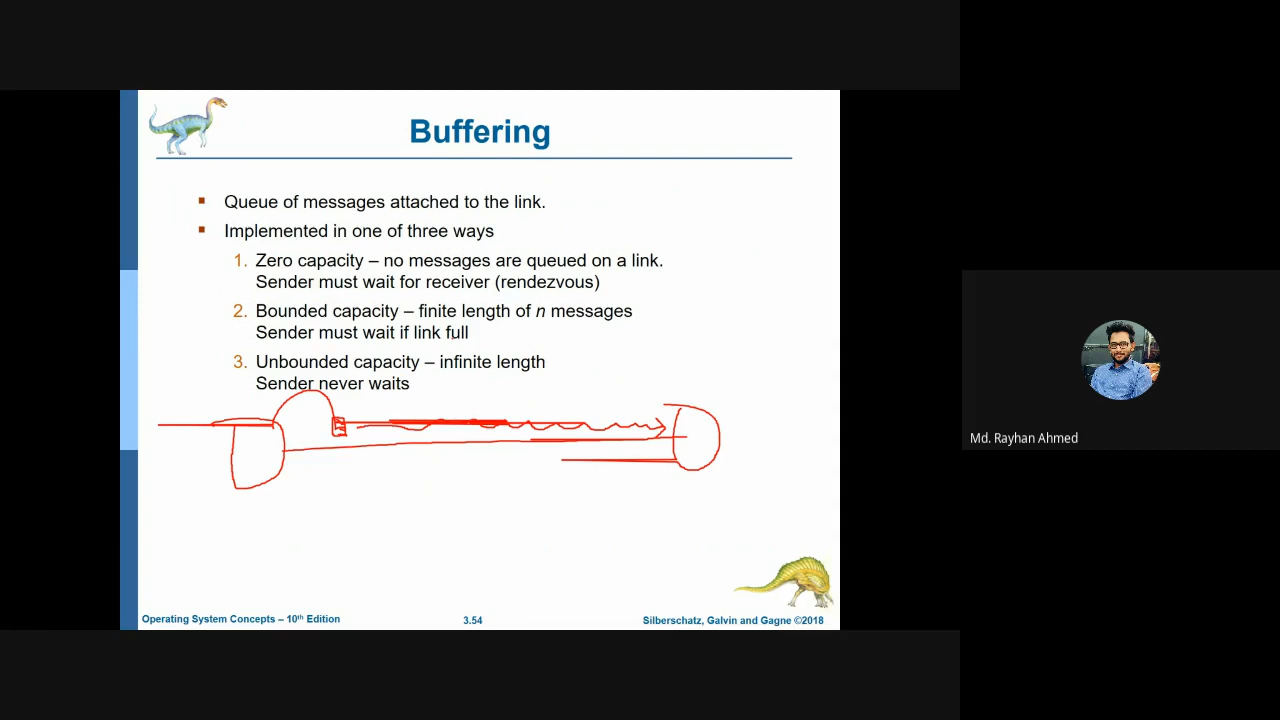 Buffering
▪ Queue of messages attached to the link.
▪ Implemented in one of three ways
1. Zero capacity – no messages are queued on a link.
Sender must wait for receiver (rendezvous)
2. Bounded capacity – finite length of n messages
Sender must wait if link full
3. Unbounded capacity – infinite length
Sender never waits
Operating System Concepts – 10th Edition
3.54
Silberschatz, Galvin and Gagne ©2018
Md. Rayhan Ahmed